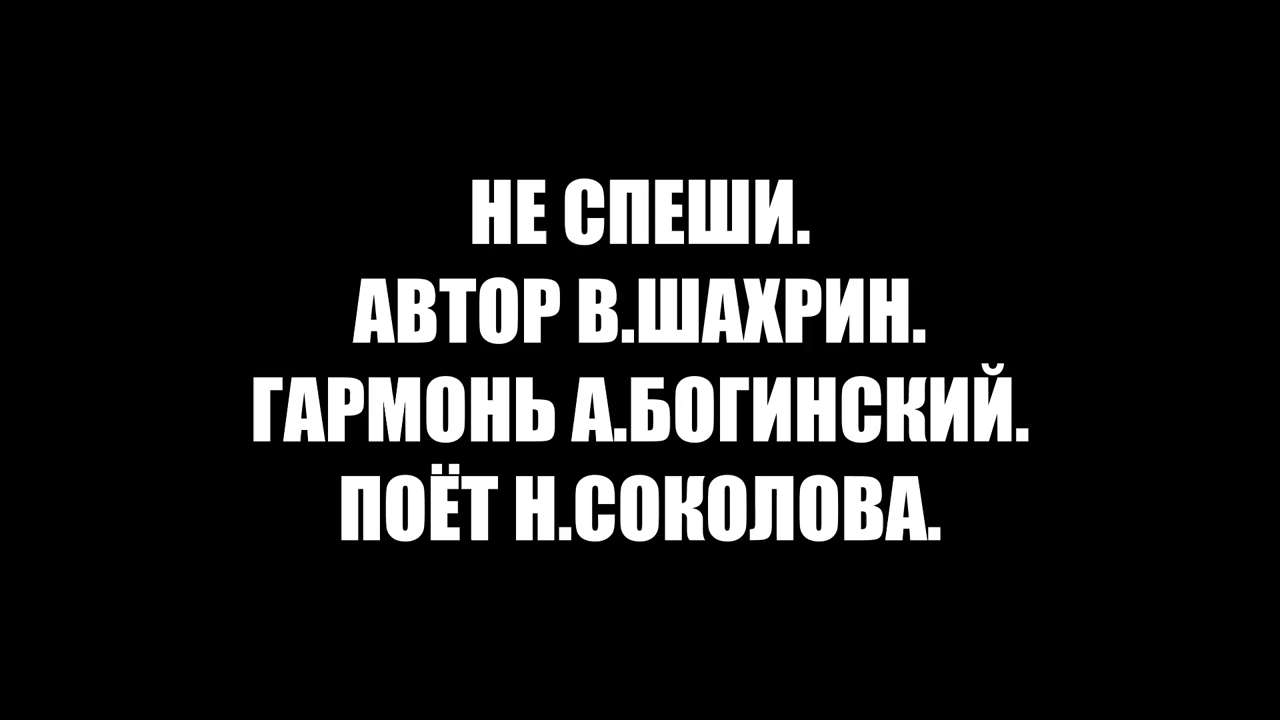 НЕ СПЕШИ.
АВТОР В.ШАХРИН.
ГАРМОНЬ А.БОГИНСКИЙ.
ПОЁТ Н.СОКОЛОВА.